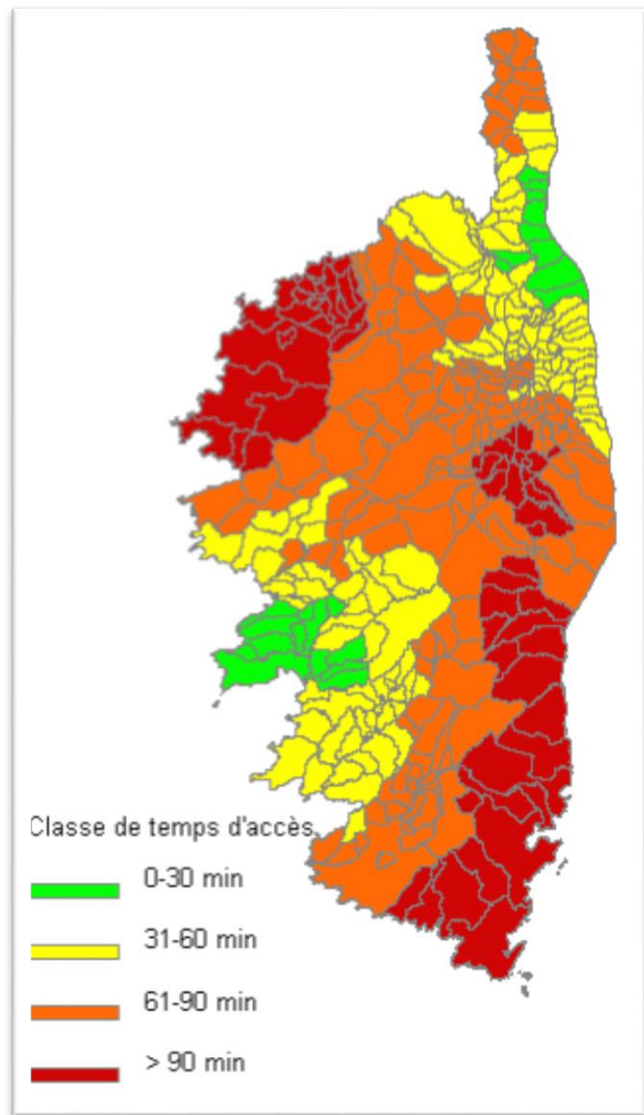 Classe de temps d'accès
0-30 min
31-60 min
61-90 min
> 90 min